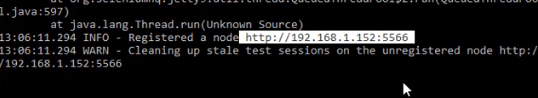 l.java:597)
at java.lang.Thread.run(Unknown Source)
13:06:11.294 INFO - Registered a node http://192.168.1.152:5566
13:06:11.294 WARN - Cleaning up stale test sessions on the unregistered node http:/
/192.168.1.152:5566